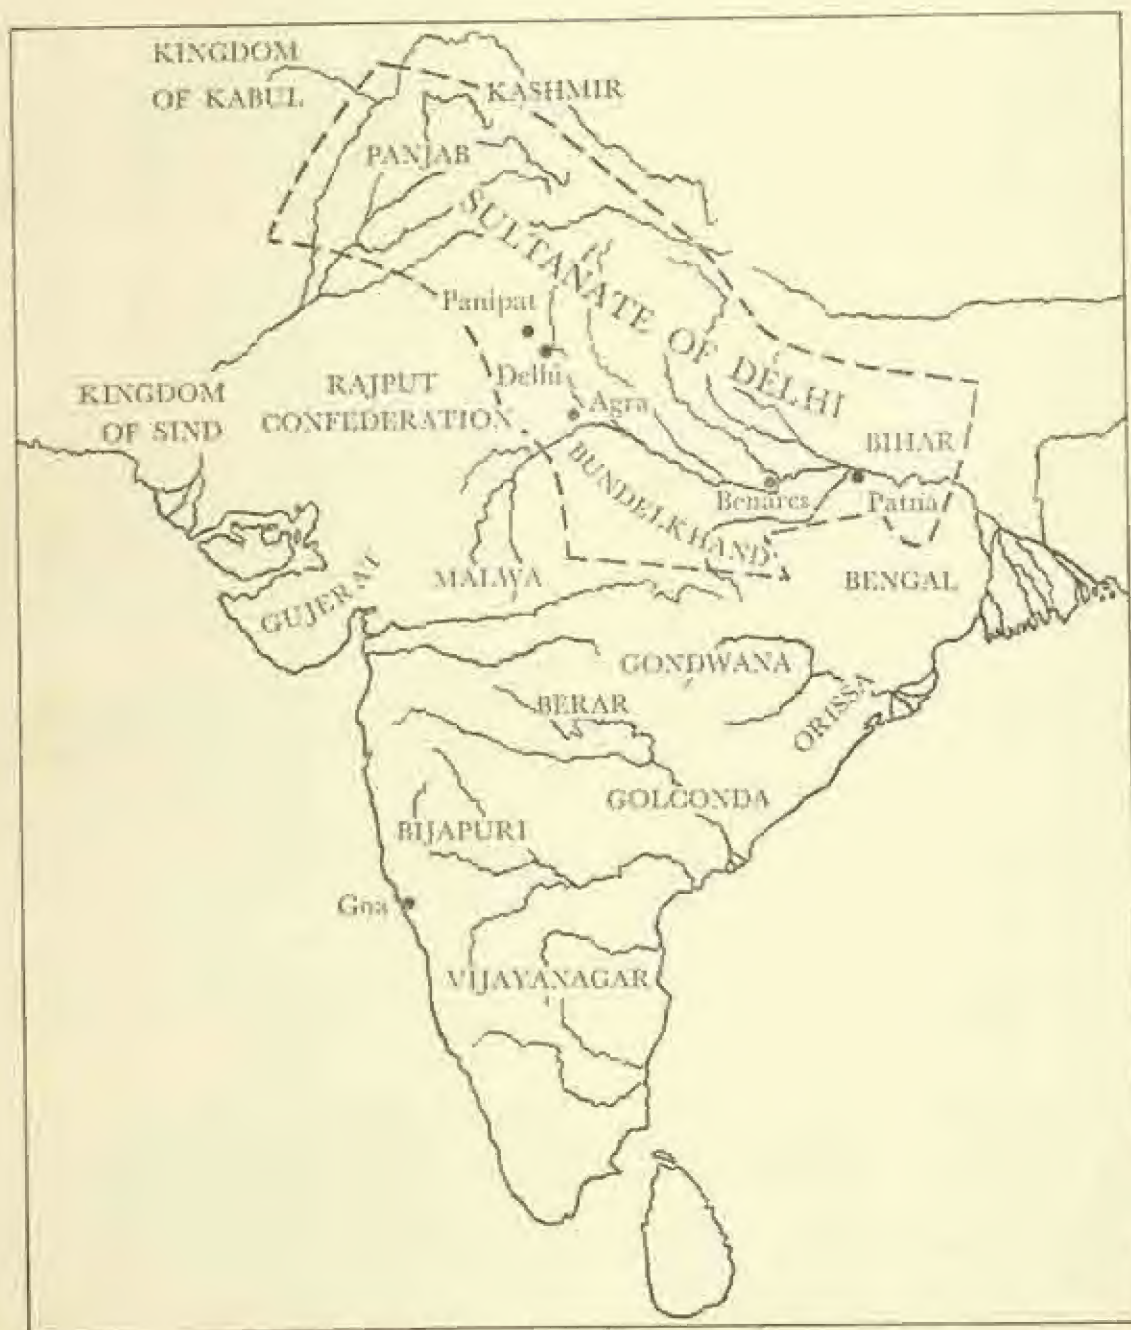 KINGDOM
OF KABUL
KASHMIR
PANJAB
SULTANATE OF DELHI
Panipat
Delhi
KINGDOM
OF SIND
RAJPUT
CONFEDERATION
Agra
BIHAR
BUNDELKHAND
Benares
Patna
MALWA
BENGAL
GUJERAT
GONDWANA
BERAR
ORISSA
GOLCONDA
BIJAPURI
Goa
VIJAYANAGAR